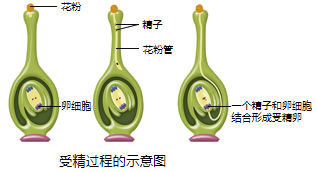 花粉
精子
花粉管
卵细胞
一个精子和卵细胞
结合形成受精卵
受精过程的示意图